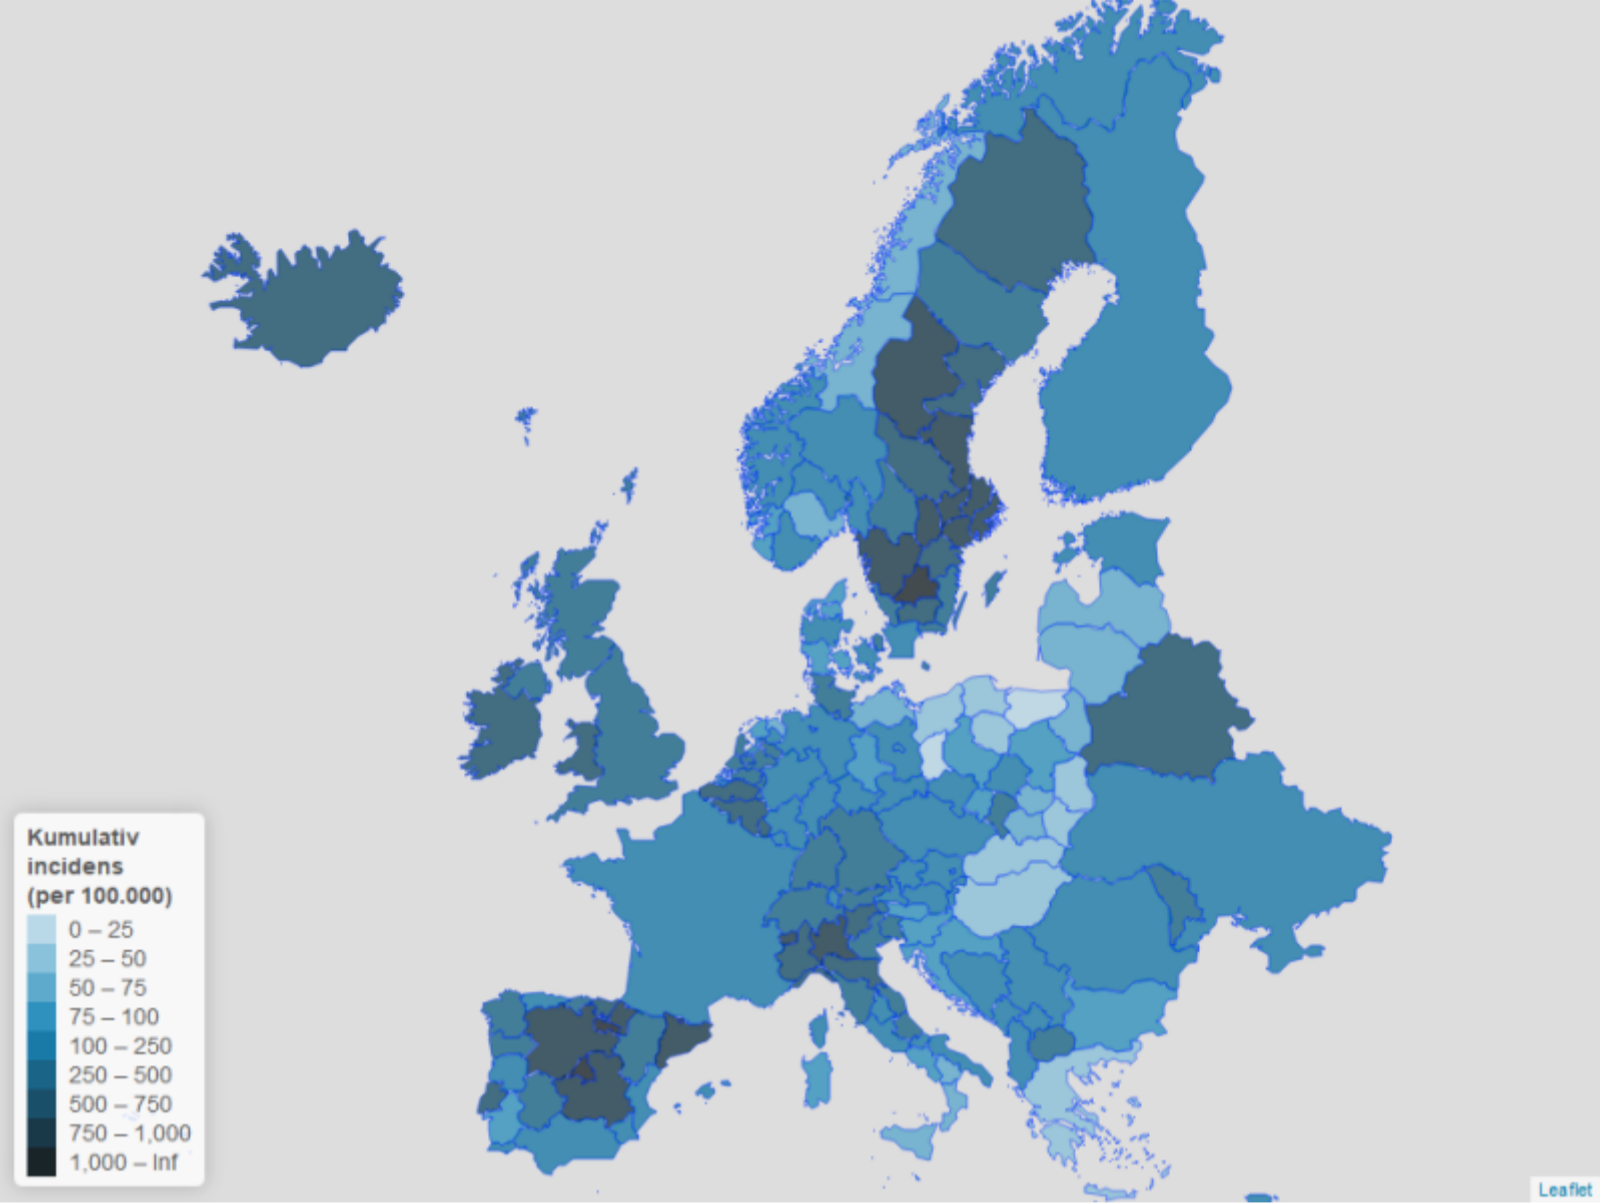 Kumulativ
incidens
(per 100.000)
0 – 25
25 – 50
50 – 75
75 – 100
100 – 250
250 – 500
500 – 750
750 – 1,000
1,000 – Inf
Leaflet